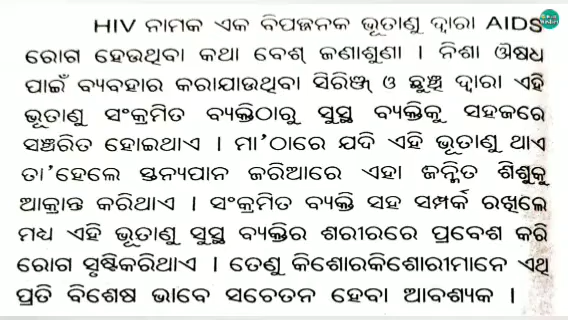 HIV ନାମକ ଏକ ବିପଜ୍ଜନକ ଭୂତାଣୁ ଦ୍ୱାରା AIDS
ରୋଗ ହେଉଥିବା କଥା ବେଶ୍ ଜଣାଶୁଣା । ନିଶା ଔଷଧ
ପାଇଁ ବ୍ୟବହାର କରାଯାଉଥିବା ସିରିଞ୍ଜ୍ ଓ ଛୁଞ୍ଚି ଦ୍ୱାରା ଏହି
ଭୂତାଣୁ ସଂକ୍ରମିତ ବ୍ୟକ୍ତିଠାରୁ ସୁସ୍ଥ ବ୍ୟକ୍ତିକୁ ସହଜରେ
ସଞ୍ଚରିତ ହୋଇଥାଏ । ମା'ଠାରେ ଯଦି ଏହି ଭୂତାଣୁ ଥାଏ
ତା'ହେଲେ ସ୍ତନ୍ୟପାନ ଜରିଆରେ ଏହା ଜନ୍ମିତ ଶିଶୁକୁ
ଆକ୍ରାନ୍ତ କରିଥାଏ । ସଂକ୍ରମିତ ବ୍ୟକ୍ତି ସହ ସମ୍ପର୍କ ରଖିଲେ
ମଧ୍ୟ ଏହି ଭୂତାଣୁ ସୁସ୍ଥ ବ୍ୟକ୍ତିର ଶରୀରରେ ପ୍ରବେଶ କରି
ରୋଗ ସୃଷ୍ଟିକରିଥାଏ । ତେଣୁ କିଶୋରକିଶୋରୀମାନେ ଏଥି
ପ୍ରତି ବିଶେଷ ଭାବେ ସଚେତନ ହେବା ଆବଶ୍ୟକ ।